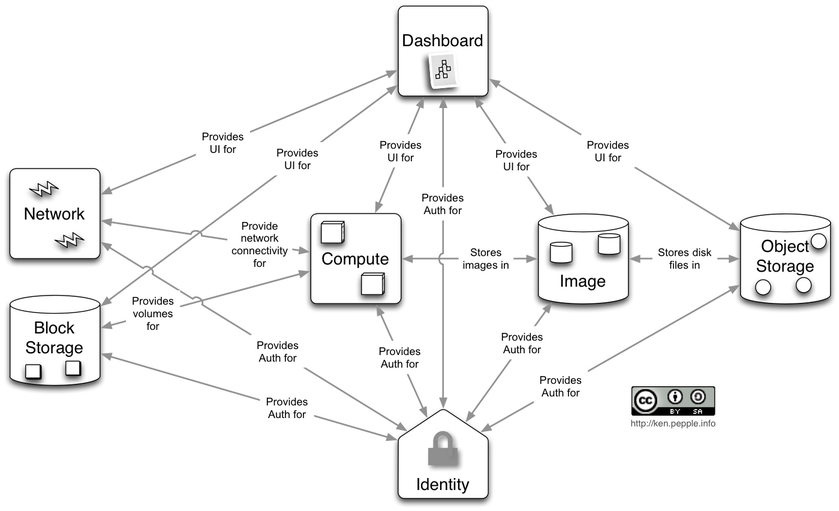 Dashboard
Provides
UI for
Provides
UI for
Provides
UI for
Provides
UI for
Provides
UI for
Provides
Auth for
Network
Provide
network
connectivity
for
Compute
Stores
images in
Image
Stores disk
files in
Object
Storage
Block
Storage
Provides
volumes
for
Provides
Auth for
Provides
Auth for
Provides
Auth for
Provides
Auth for
Provides
Auth for
Identity
cc
BY SA
http://ken.pepple.info